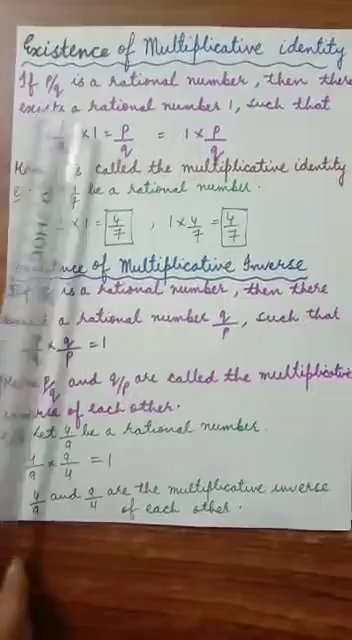 Existence of Multiplicative identity
If P/q is a rational number, then there
exists a rational number 1, such that
×1 = P/q = 1 × P/q
is called the multiplicative identity
be a rational number.
×1 = 4/7 , 1 × 4/7 = 4/7
of Multiplicative Inverse
is a rational number, then there
a rational number q/P, such that
× q/P = 1
P/q and q/P are called the multiplicative
inverse of each other.
Let 4/9 be a rational number.
× 9/4 = 1
4/9 and 9/4 are the multiplicative inverse
of each other.